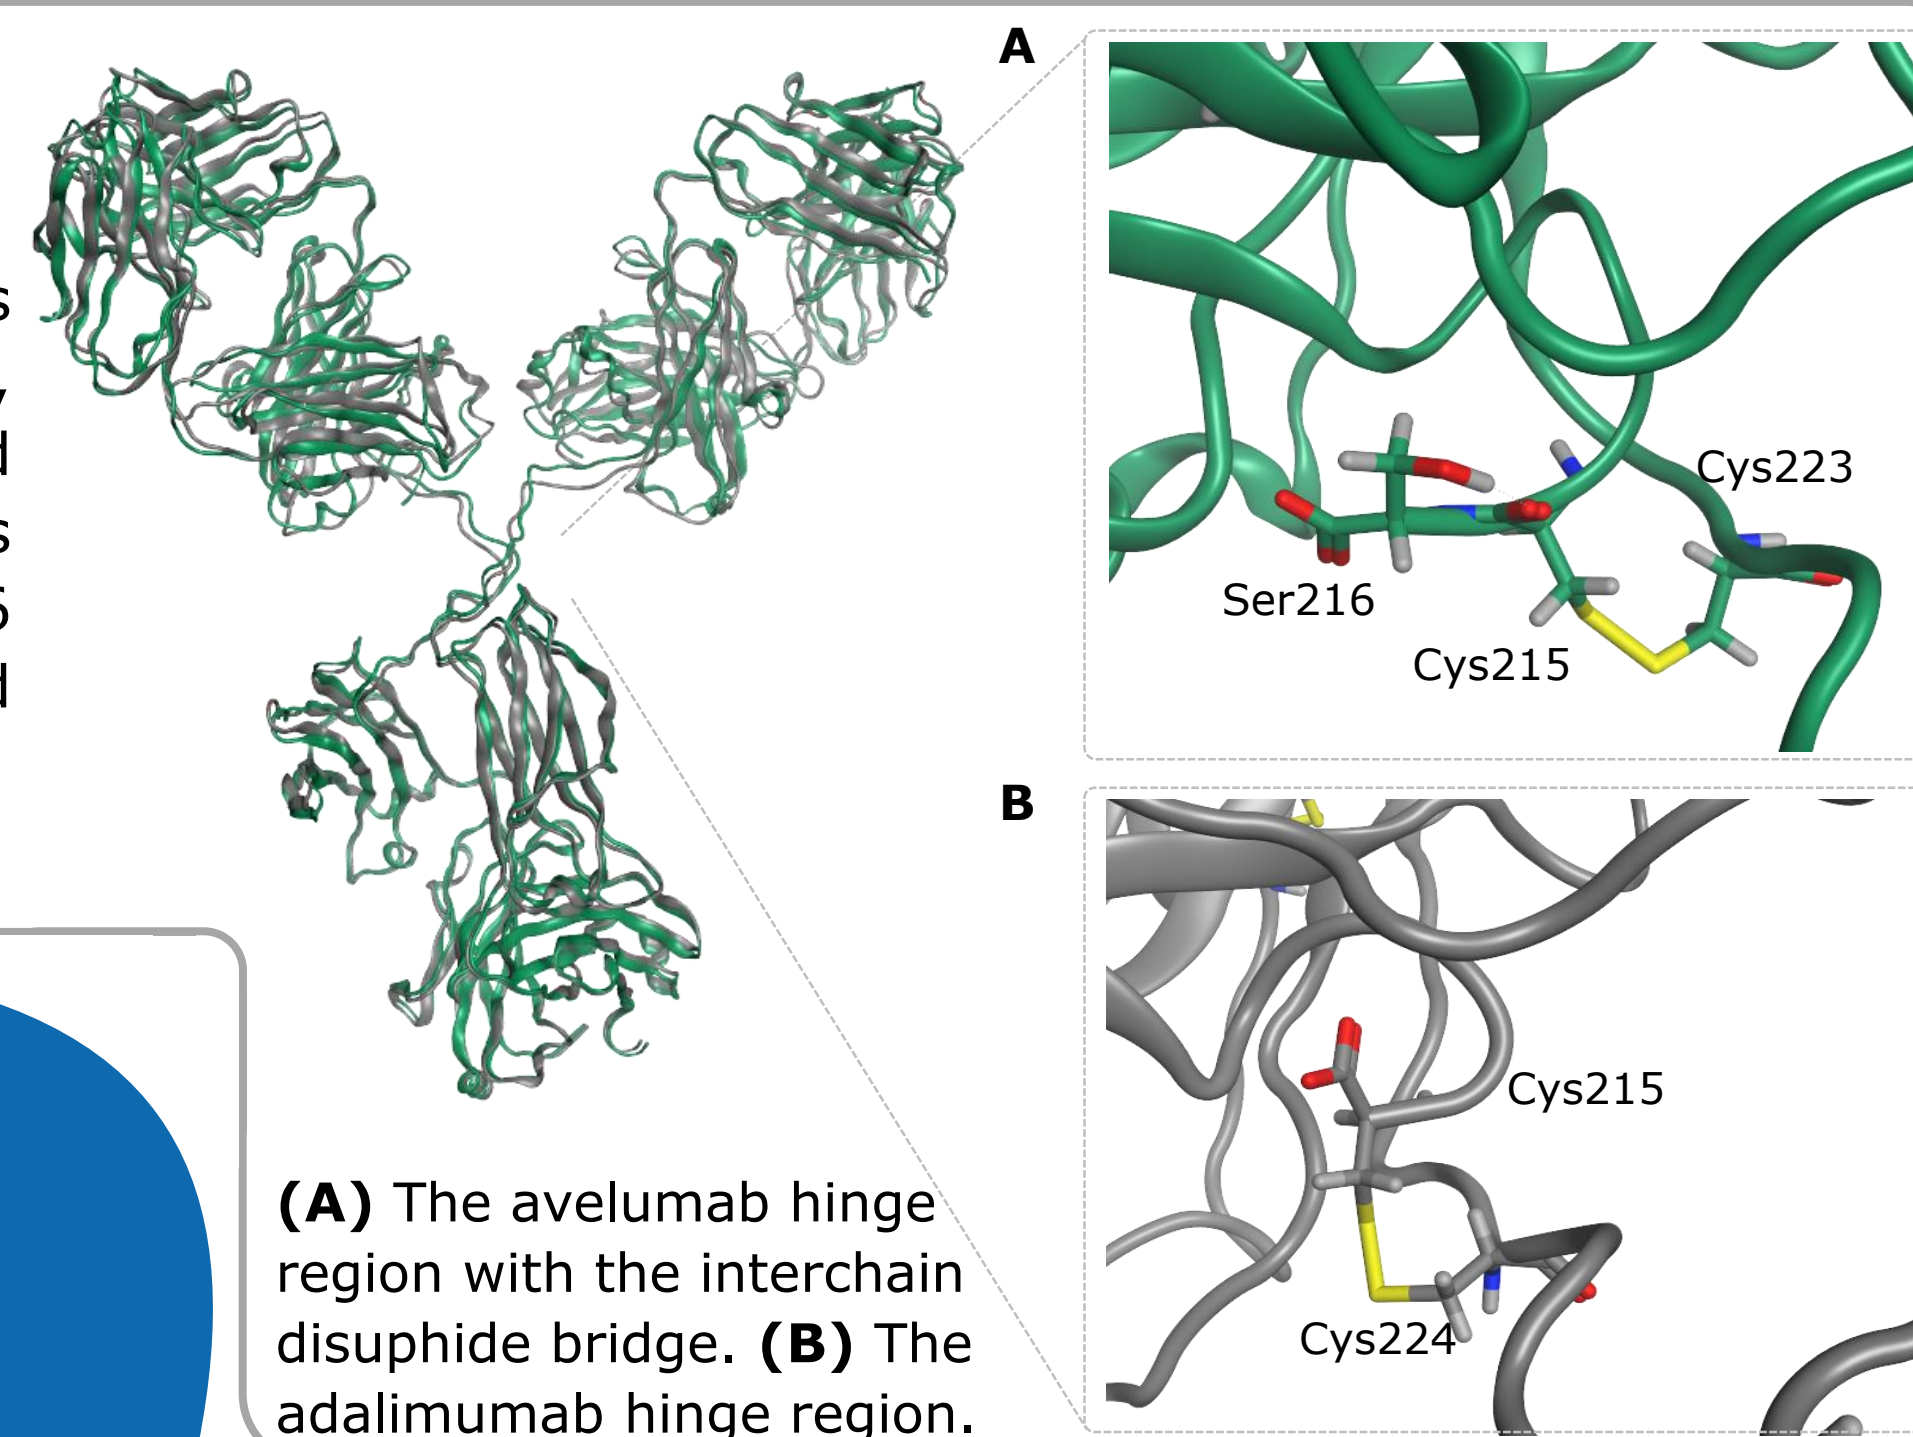 A
Cys223
Ser216
Cys215
B
Cys215
Cys224
(A) The avelumab hinge
region with the interchain
disuphide bridge. (B) The
adalimumab hinge region.